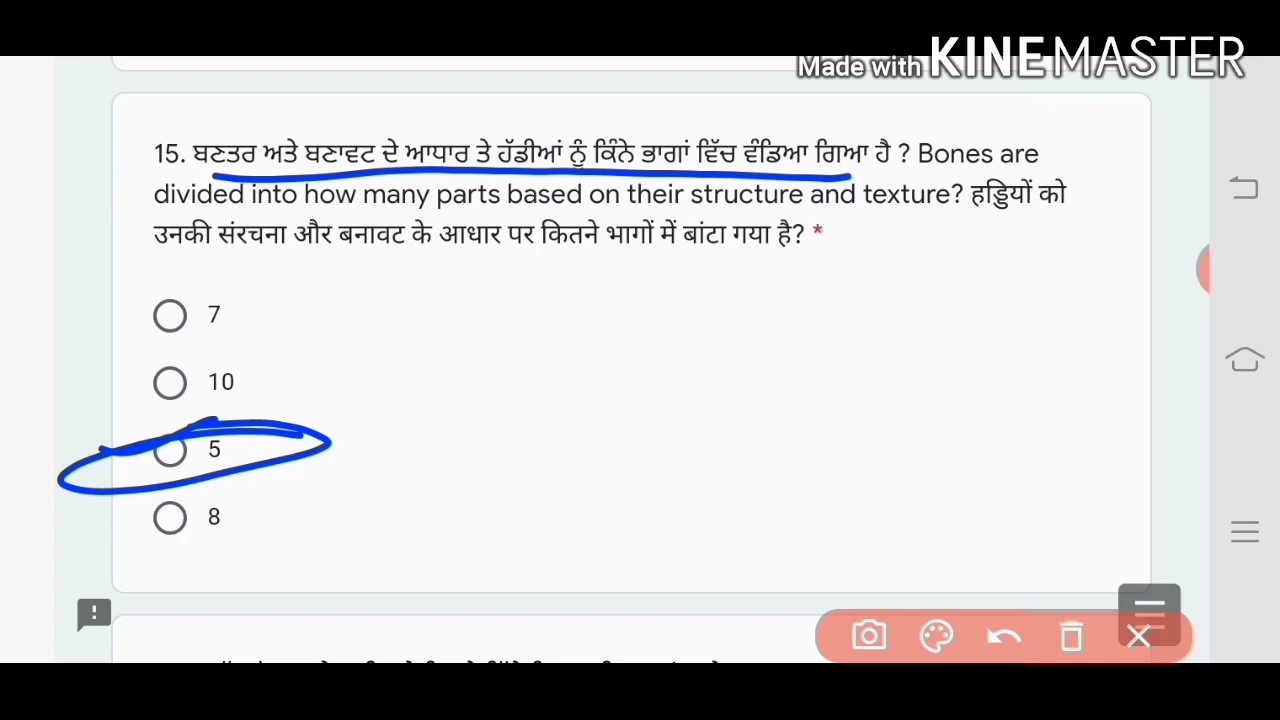 Made with KINEMASTER
15. ਬਣਤਰ ਅਤੇ ਬਣਾਵਟ ਦੇ ਆਧਾਰ ਤੇ ਹੱਡੀਆਂ ਨੂੰ ਕਿੰਨੇ ਭਾਗਾਂ ਵਿੱਚ ਵੰਡਿਆ ਗਿਆ ਹੈ ? Bones are
divided into how many parts based on their structure and texture? हड्डियों को
उनकी संरचना और बनावट के आधार पर कितने भागों में बांटा गया है? *
7
10
5
8